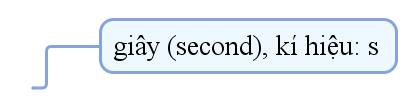 giây (second), kí hiệu: s